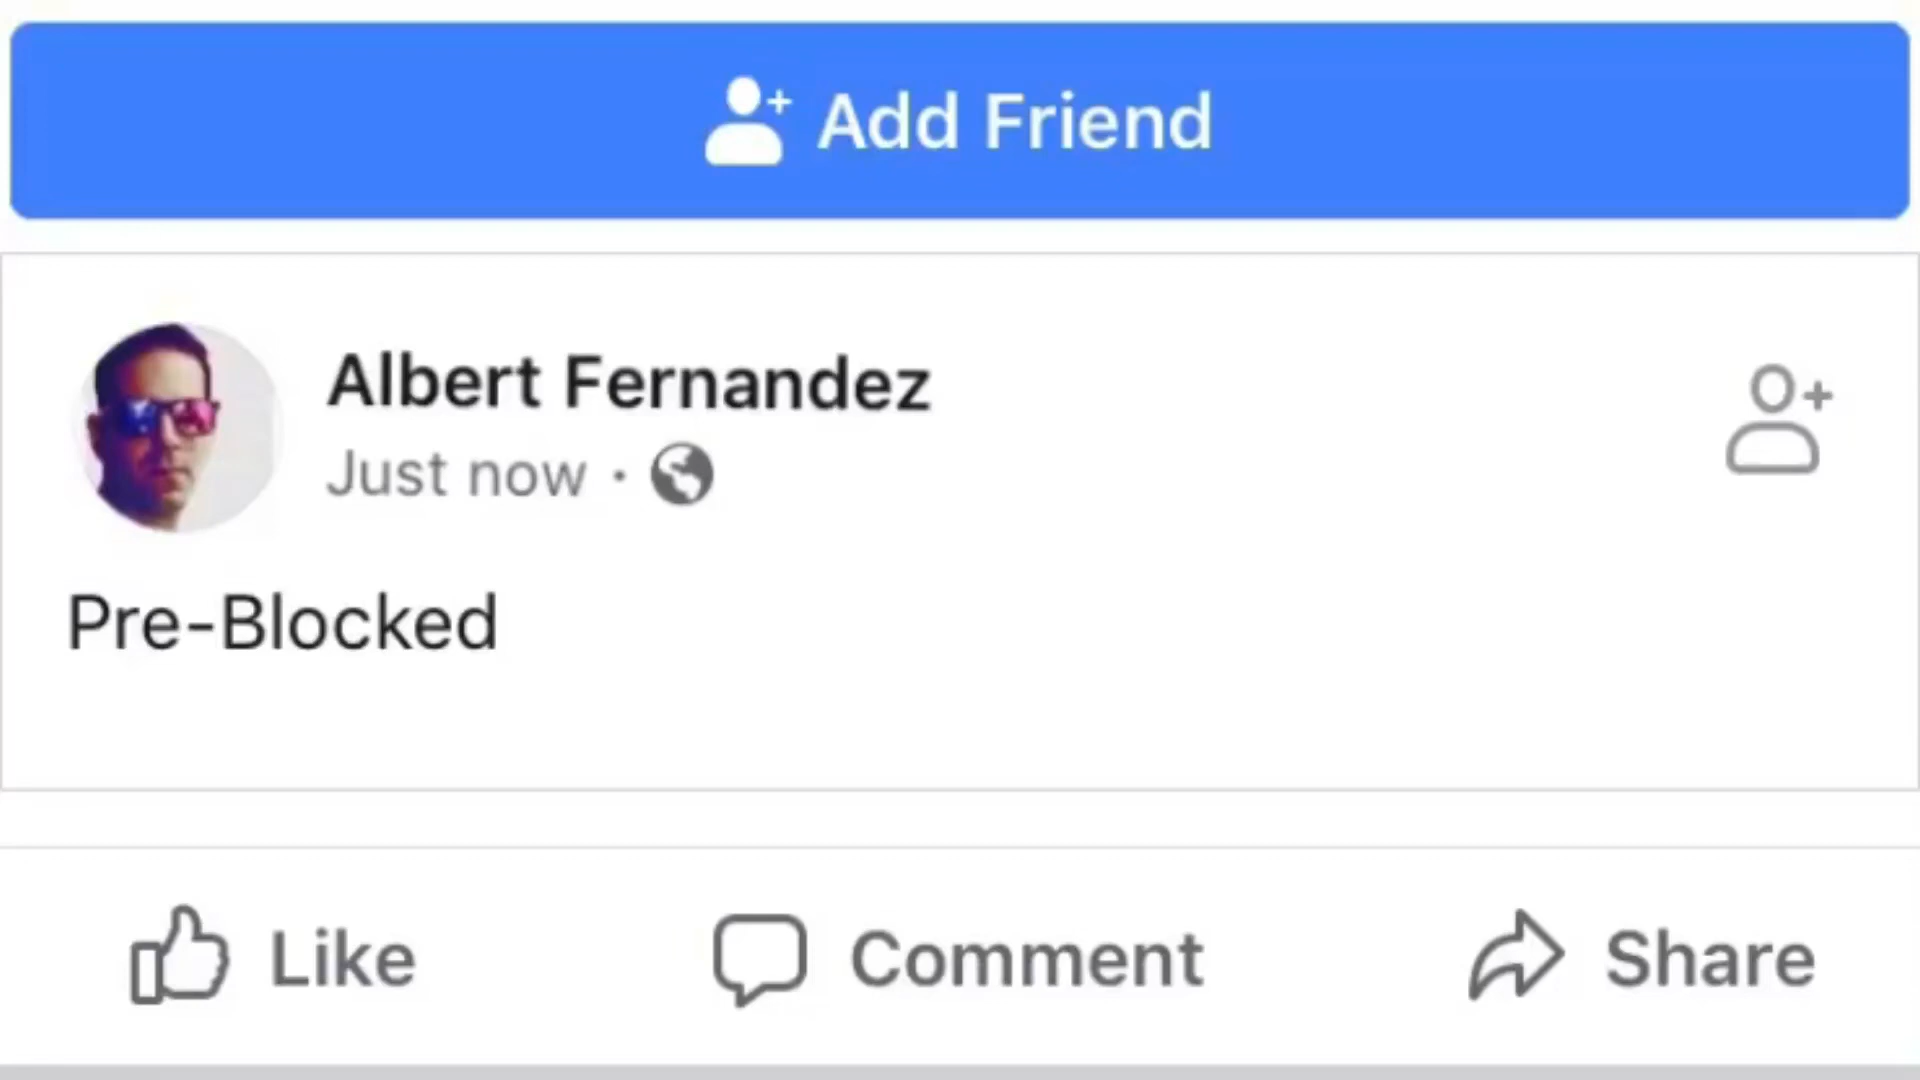 Add Friend
Albert Fernandez
Just now ·
Pre-Blocked
Like
Comment
Share